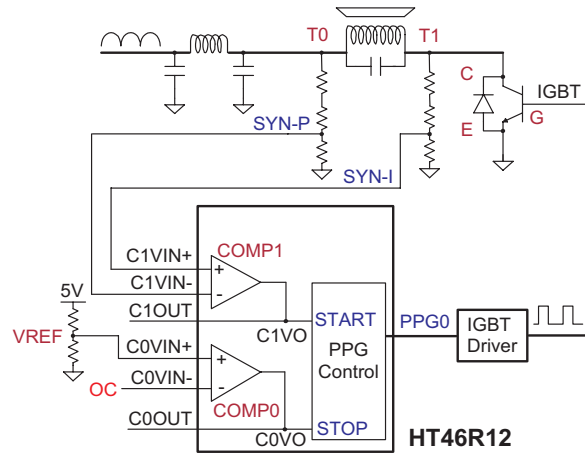 T0
T1
C
IGBT
G
E
SYN-P
SYN-I
COMP1
C1VIN+
+
C1VIN-
-
5V
C1OUT
C1VO
START
PPG0
IGBT
Driver
VREF
C0VIN+
+
PPG
Control
OC
C0VIN-
-
COMP0
C0OUT
C0VO
STOP
HT46R12